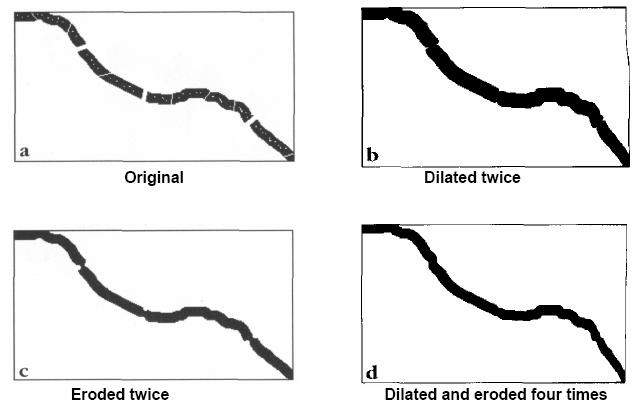 a
Original
b
Dilated twice
c
Eroded twice
d
Dilated and eroded four times